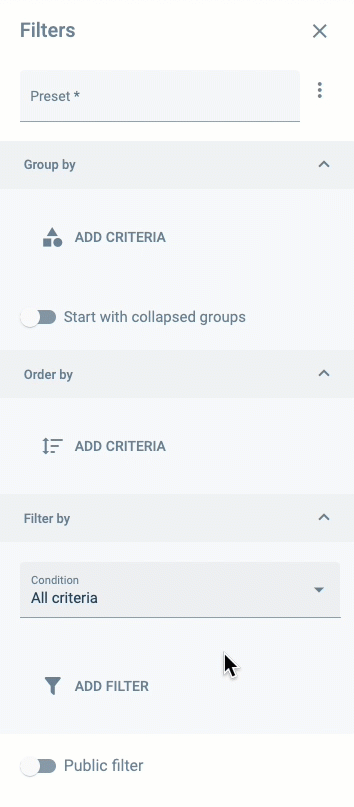 Filters
Preset *
Group by
ADD CRITERIA
Start with collapsed groups
Order by
ADD CRITERIA
Filter by
Condition
All criteria
ADD FILTER
Public filter